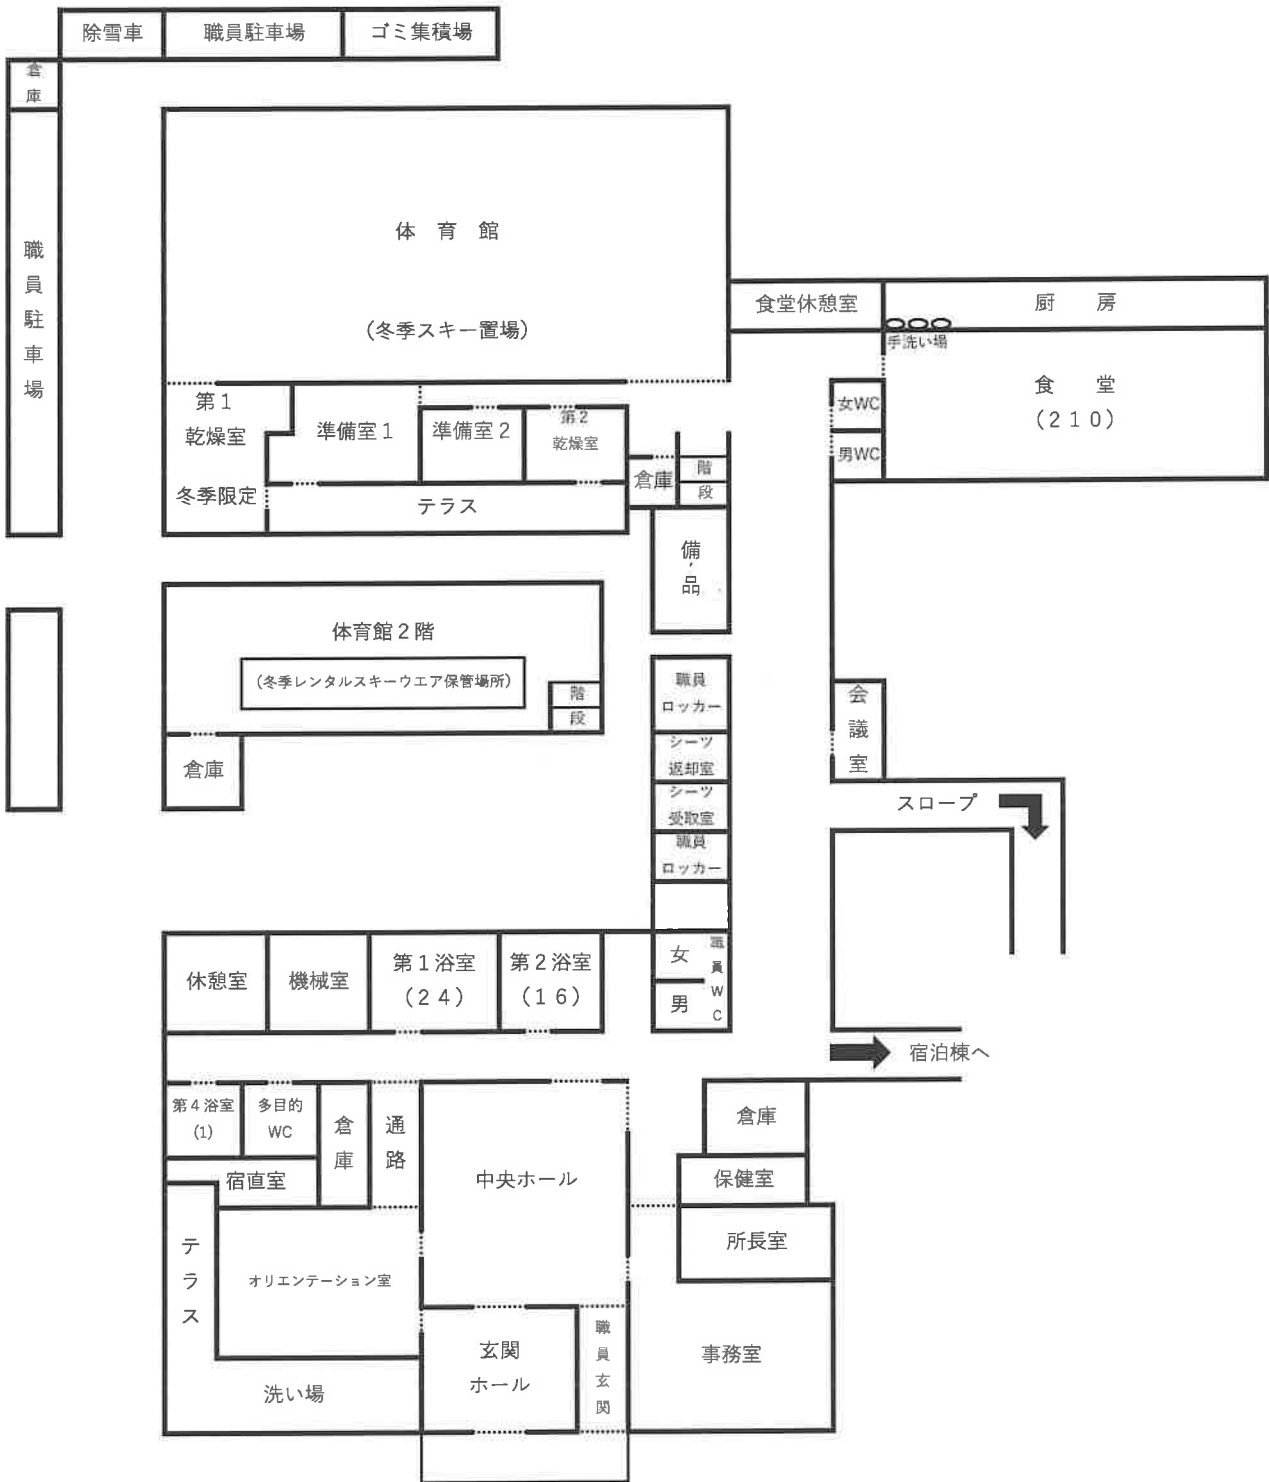 除雪車
職員駐車場
ゴミ集積場
倉
庫
職
員
駐
車
場
体 育 館
(冬季スキー置場)
食堂休憩室
厨 房
手洗い場
食 堂
(210)
女WC
男WC
第1
乾燥室
冬季限定
準備室1
準備室2
第2
乾燥室
倉庫
階
段
テラス
備
品
体育館2階
(冬季レンタルスキーウエア保管場所)
階
段
倉庫
職員
ロッカー
シーツ
返却室
シーツ
受取室
職員
ロッカー
会
議
室
スロープ
休憩室
機械室
第1浴室
(24)
第2浴室
(16)
女
男
職
員
W
C
宿泊棟へ
第4浴室
(1)
多目的
WC
倉
庫
通
路
宿直室
中央ホール
倉庫
保健室
所長室
テ
ラ
ス
オリエンテーション室
洗い場
玄関
ホール
職
員
玄
関
事務室